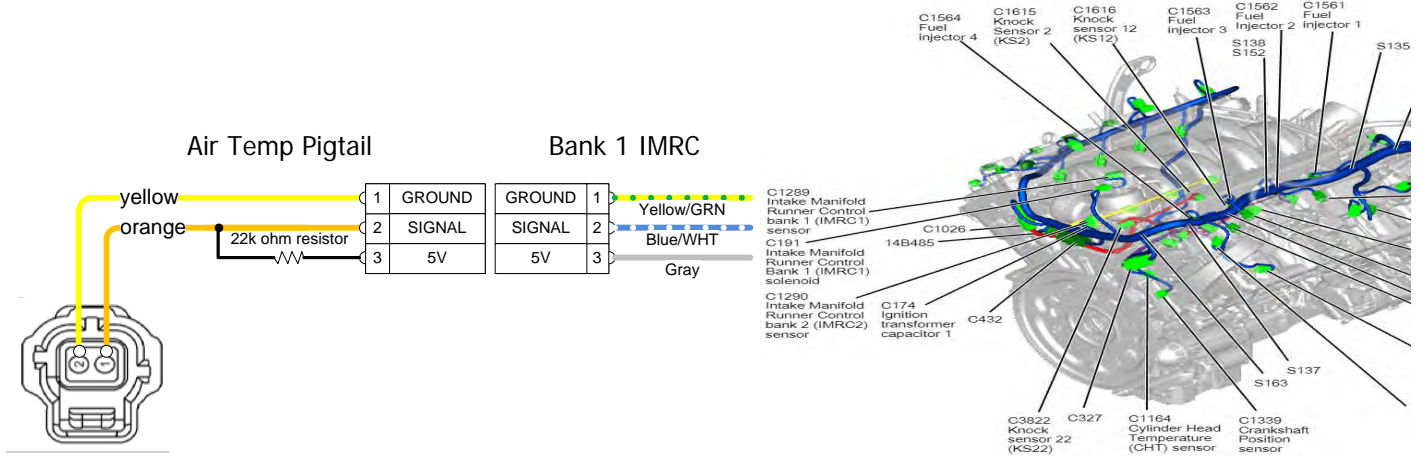 Air Temp Pigtail
yellow
orange
22k ohm resistor
1 GROUND
2 SIGNAL
3 5V
2 1
Bank 1 IMRC
GROUND 1
SIGNAL 2
5V 3
Yellow/GRN
Blue/WHT
Gray
C1564
Fuel
injector 4
C1615
Knock
Sensor 2
(KS2)
C1616
Knock
sensor 12
(KS12)
C1563
Fuel
injector 3
C1562
Fuel
Injector 2
C1561
Fuel
injector 1
S138
S152
S135
C1289
Intake Manifold
Runner Control
bank 1 (IMRC1)
sensor
C191
Intake Manifold
Runner Control
Bank 1 (IMRC1)
solenoid
C1290
Intake Manifold
Runner Control
bank 2 (IMRC2)
sensor
C1026
14B485
C174
Ignition
transformer
capacitor 1
C432
C3822
Knock
sensor 22
(KS22)
C327
C1164
Cylinder Head
Temperature
(CHT) sensor
C1339
Crankshaft
Position
sensor
S163
S137